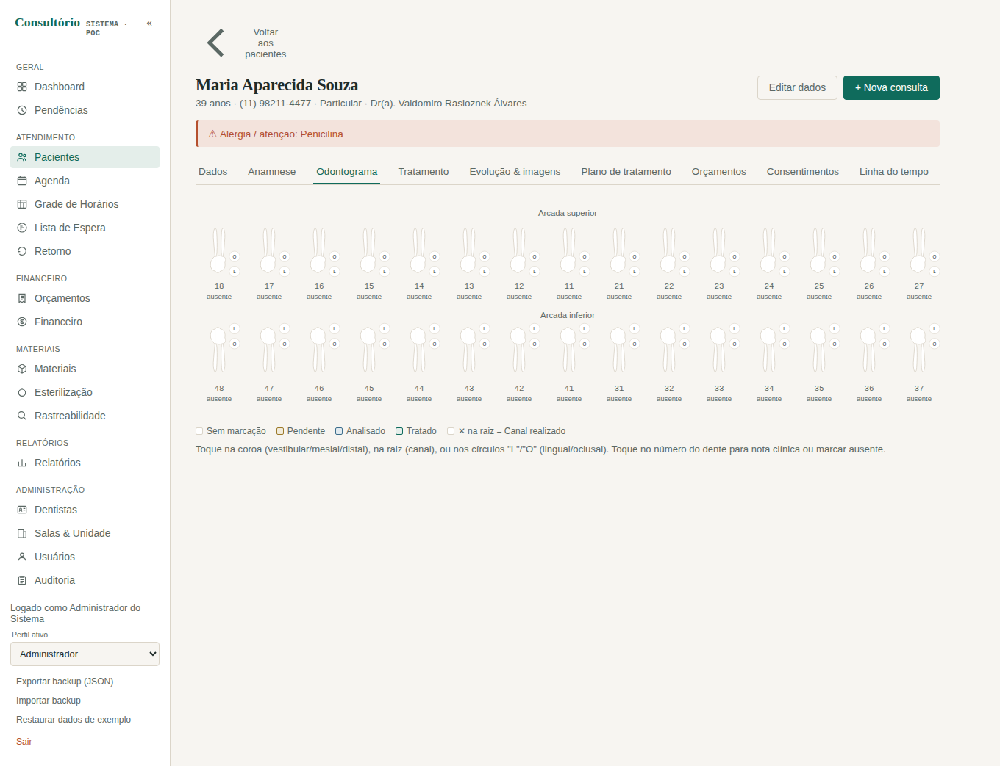 Consultório SISTEMA · POC «
GERAL
Dashboard
Pendências
ATENDIMENTO
Pacientes
Agenda
Grade de Horários
Lista de Espera
Retorno
FINANCEIRO
Orçamentos
Financeiro
MATERIAIS
Materiais
Esterilização
Rastreabilidade
RELATÓRIOS
Relatórios
ADMINISTRAÇÃO
Dentistas
Salas & Unidade
Usuários
Auditoria
Logado como Administrador do
Sistema
Perfil ativo
Administrador
Exportar backup (JSON)
Importar backup
Restaurar dados de exemplo
Sair
Voltar
aos
pacientes
Maria Aparecida Souza
Editar dados
+ Nova consulta
39 anos · (11) 98211-4477 · Particular · Dr(a). Valdomiro Rasloznek Álvares
⚠ Alergia / atenção: Penicilina
Dados Anamnese Odontograma Tratamento Evolução & imagens Plano de tratamento Orçamentos Consentimentos Linha do tempo
Arcada superior
O O O O O O O O O O O O O O O
L L L L L L L L L L L L L L L
18 17 16 15 14 13 12 11 21 22 23 24 25 26 27
ausente ausente ausente ausente ausente ausente ausente ausente ausente ausente ausente ausente ausente ausente ausente
Arcada inferior
L L L L L L L L L L L L L L L
O O O O O O O O O O O O O O O
48 47 46 45 44 43 42 41 31 32 33 34 35 36 37
ausente ausente ausente ausente ausente ausente ausente ausente ausente ausente ausente ausente ausente ausente ausente
Sem marcação Pendente Analisado Tratado ✕ na raiz = Canal realizado
Toque na coroa (vestibular/mesial/distal), na raiz (canal), ou nos círculos "L"/"O" (lingual/oclusal). Toque no número do dente para nota clínica ou marcar ausente.